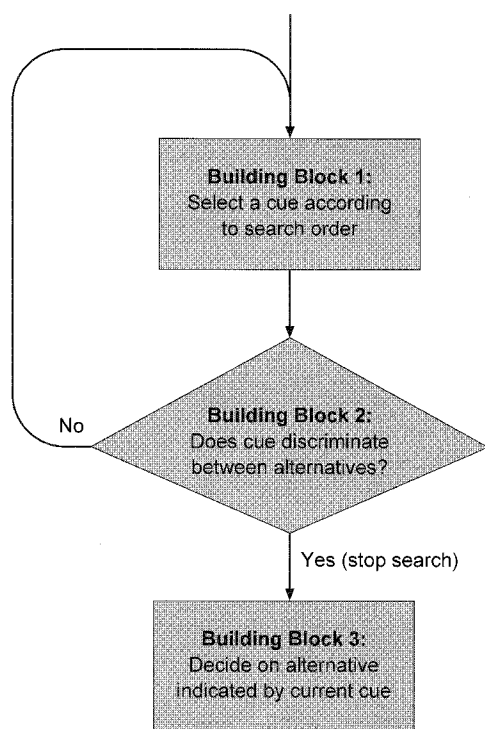 Building Block 1:
Select a cue according
to search order
No
Building Block 2:
Does cue discriminate
between alternatives?
Yes (stop search)
Building Block 3:
Decide on alternative
indicated by current cue